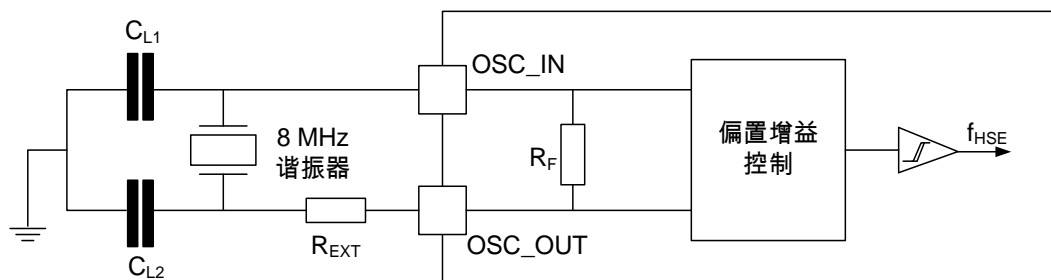 CL1
OSC_IN
8 MHz
谐振器
RF
偏置增益
控制
fHSE
REXT
OSC_OUT
CL2